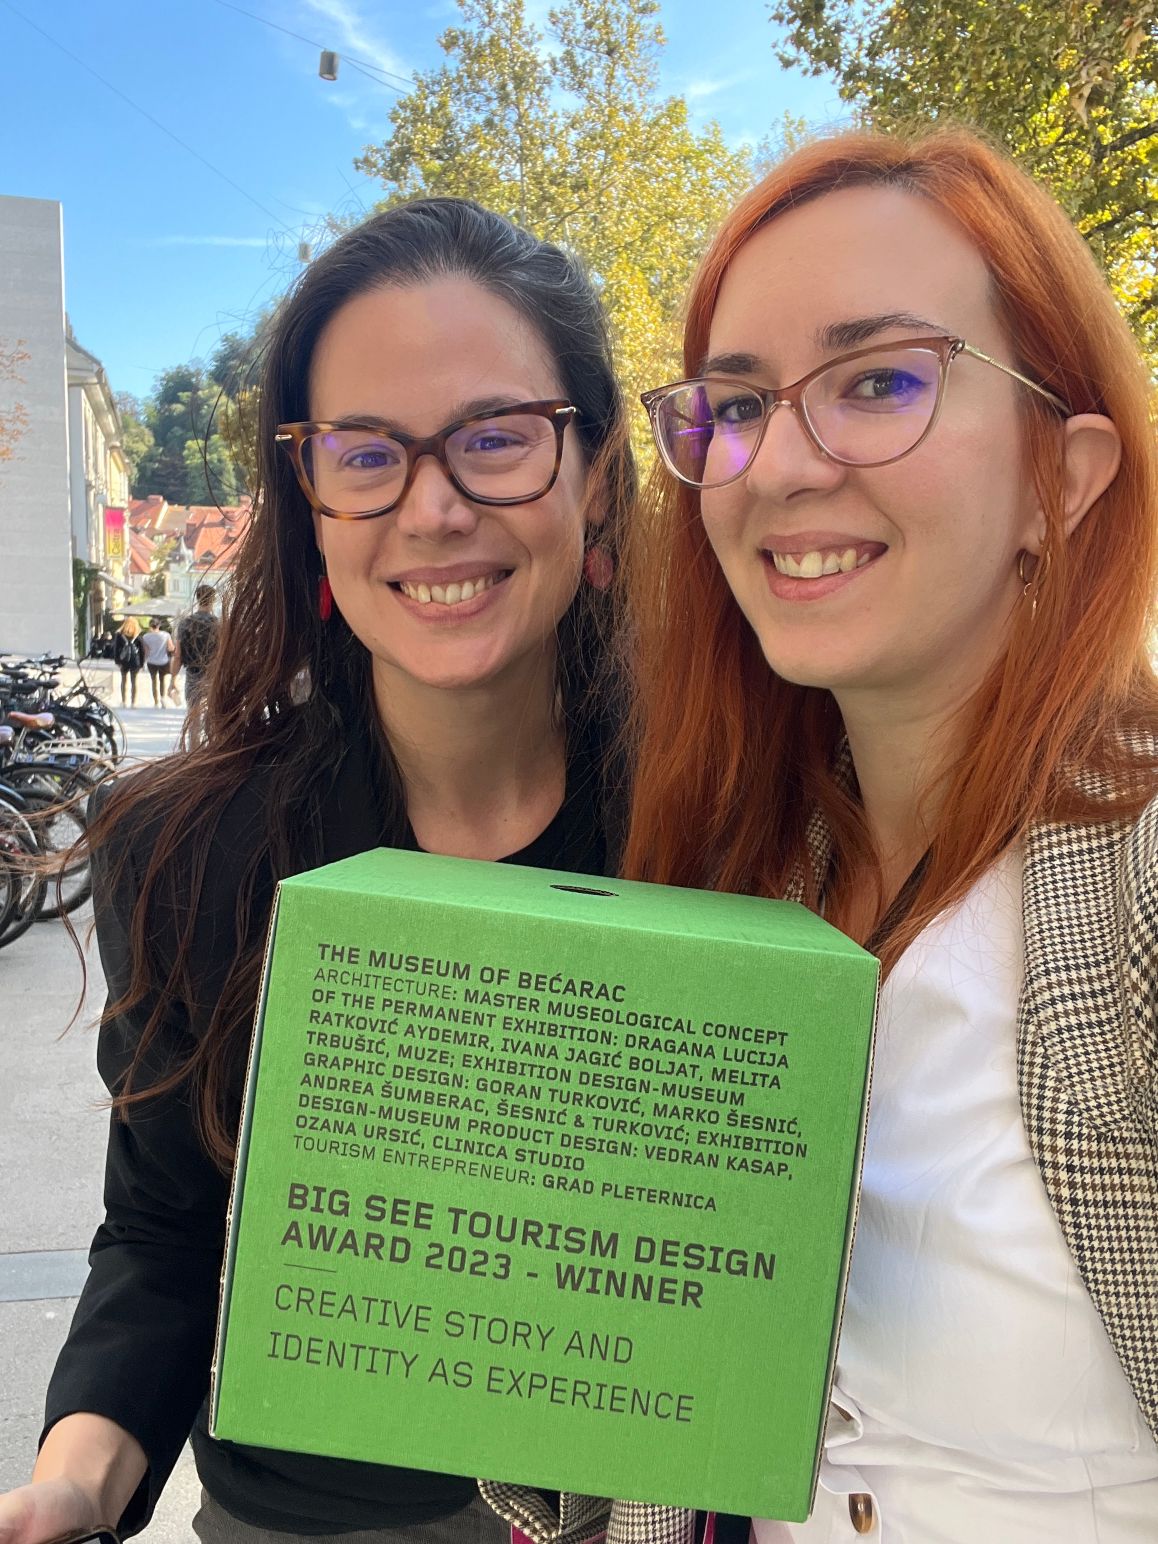 THE MUSEUM OF BEĆARAC
ARCHITECTURE: MASTER MUSEOLOGICAL CONCEPT
OF THE PERMANENT EXHIBITION: DRAGANA LUCIJA
RATKOVIĆ AYDEMIR, IVANA JAGIĆ BOLJAT, MELITA
TRBUŠIĆ, MUZE; EXHIBITION DESIGN-MUSEUM
GRAPHIC DESIGN: GORAN TURKOVIĆ, MARKO ŠESNIĆ,
ANDREA ŠUMBERAC, ŠESNIĆ & TURKOVIĆ; EXHIBITION
DESIGN-MUSEUM PRODUCT DESIGN: VEDRAN KASAP,
OZANA URSIĆ, CLINICA STUDIO
TOURISM ENTREPRENEUR: GRAD PLETERNICA
BIG SEE TOURISM DESIGN
AWARD 2023 - WINNER
CREATIVE STORY AND
IDENTITY AS EXPERIENCE